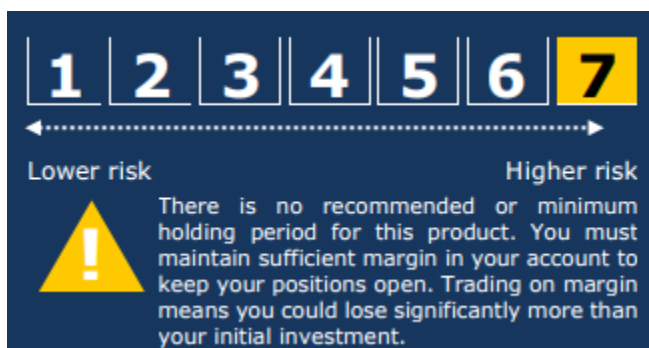 1 2 3 4 5 6 7
Lower risk Higher risk
There is no recommended or minimum
holding period for this product. You must
maintain sufficient margin in your account to
keep your positions open. Trading on margin
means you could lose significantly more than
your initial investment.
!